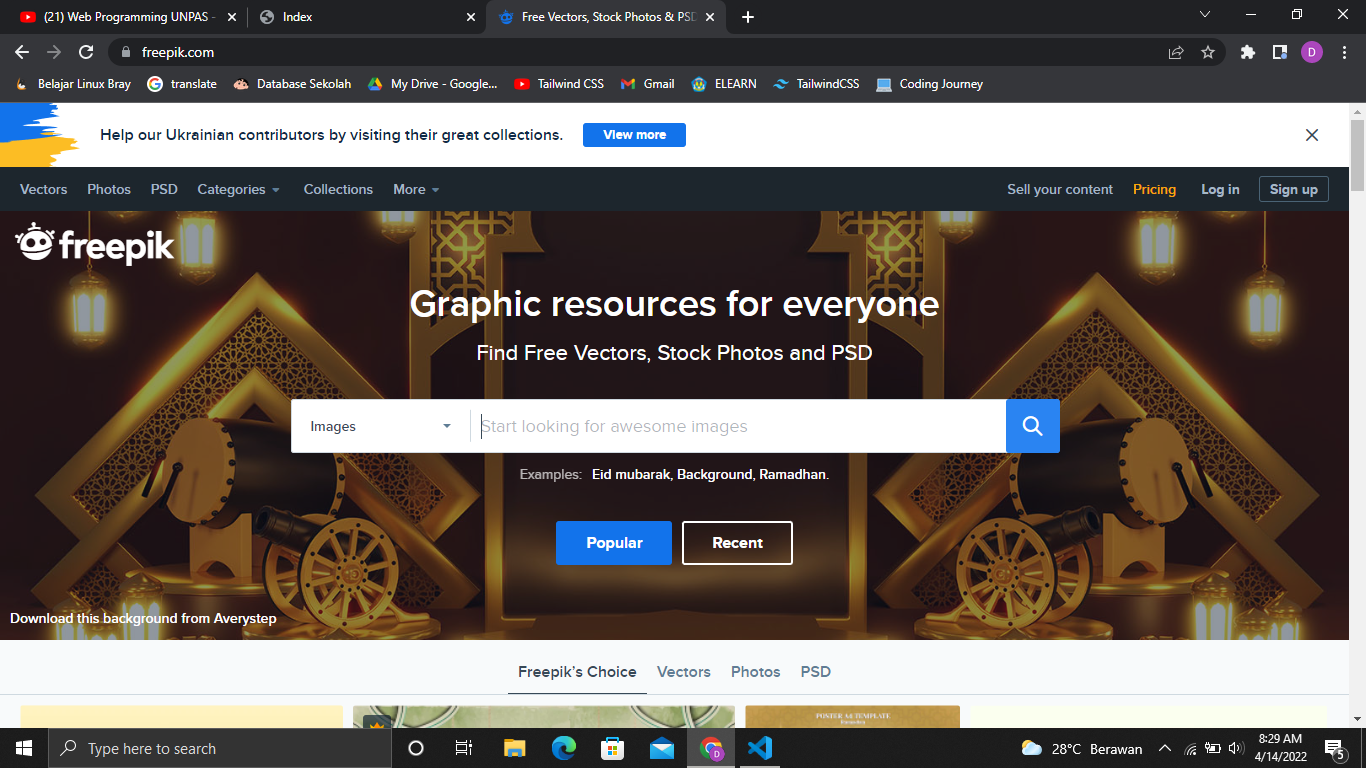 (21) Web Programming UNPAS -
Index
Free Vectors, Stock Photos & PSD
freepik.com
D
Belajar Linux Bray
translate
Database Sekolah
My Drive - Google...
Tailwind CSS
Gmail
ELEARN
TailwindCSS
Coding Journey
Help our Ukrainian contributors by visiting their great collections.
View more
Vectors
Photos
PSD
Categories
Collections
More
Sell your content
Pricing
Log in
Sign up
freepik
Graphic resources for everyone
Find Free Vectors, Stock Photos and PSD
Images
Start looking for awesome images
Examples: Eid mubarak, Background, Ramadhan.
Popular
Recent
Download this background from Averystep
Freepik's Choice
Vectors
Photos
PSD
POSTER A4 TEMPLATE
Type here to search
D
28°C Berawan
8:29 AM
4/14/2022
5